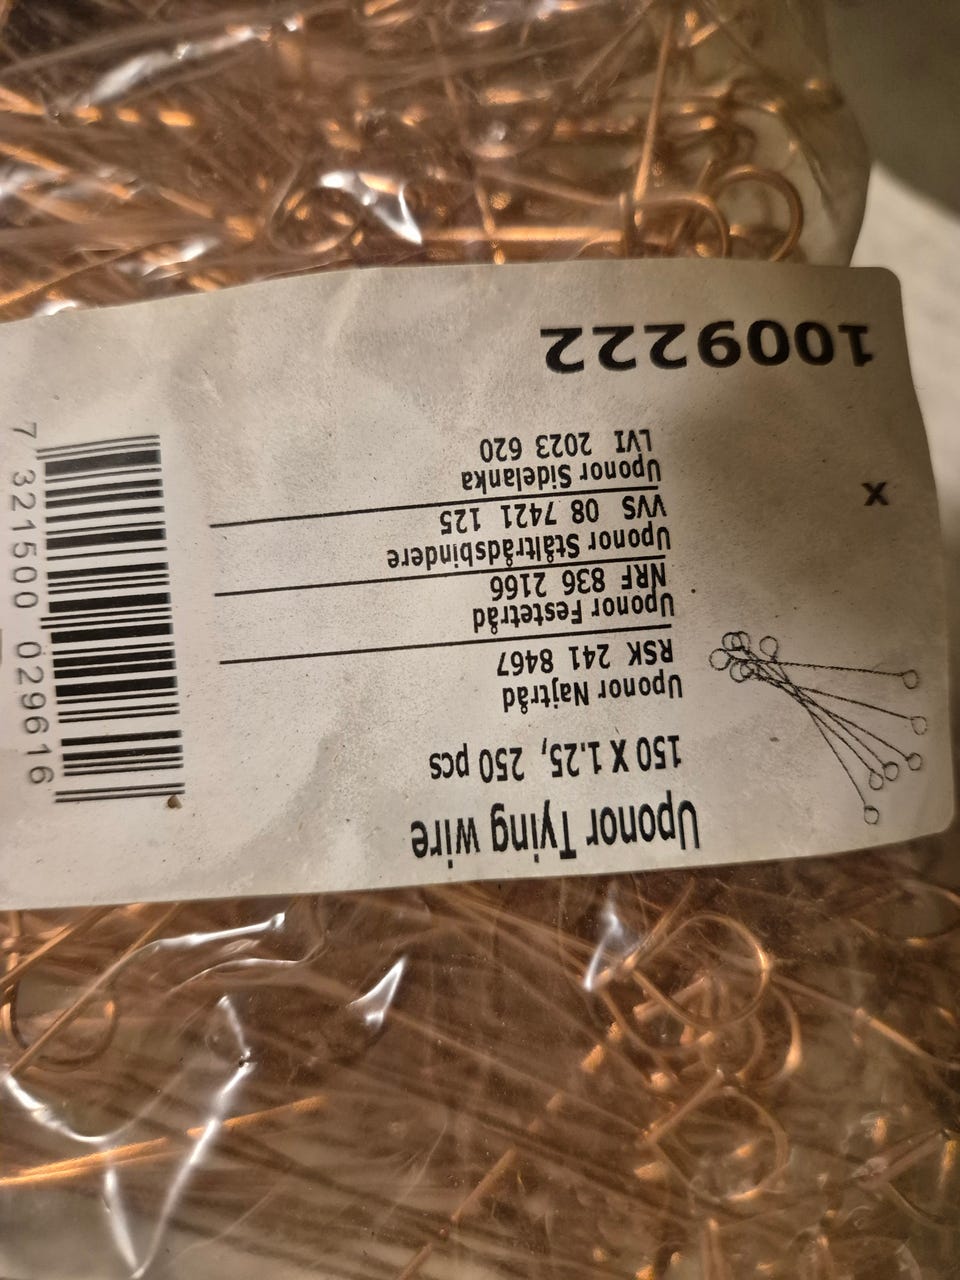 Uponor Tying wire
150 X 1.25, 250 pcs
Uponor Najtråd
RSK 241 8467
Uponor Festetråd
NRF 836 2166
Uponor Ståltrådsbindere
VVS 08 7421 125
Uponor Sidelanka
LVI 2023 620
X
1009222
7 321500 029616